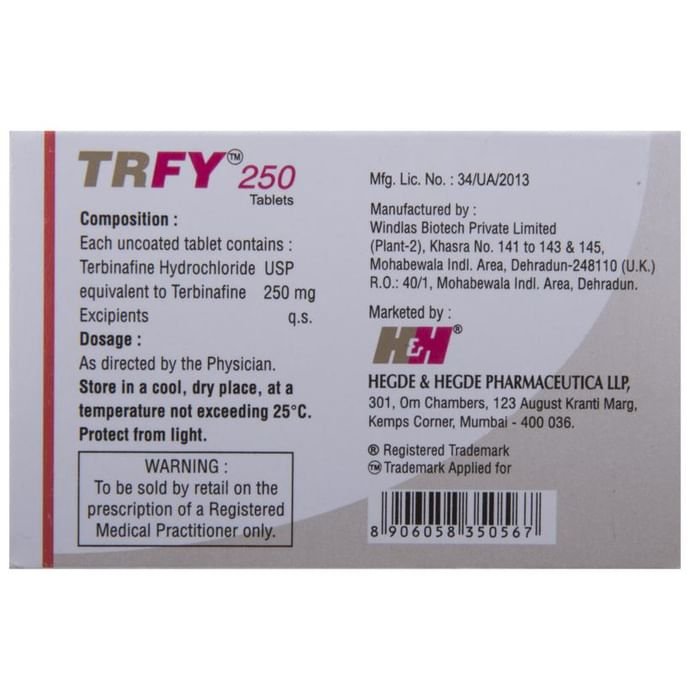 TRFY™ 250
Tablets
Composition :
Each uncoated tablet contains :
Terbinafine Hydrochloride USP
equivalent to Terbinafine 250 mg
Excipients q.s.
Dosage :
As directed by the Physician.
Store in a cool, dry place, at a
temperature not exceeding 25°C.
Protect from light.
WARNING :
To be sold by retail on the
prescription of a Registered
Medical Practitioner only.
Mfg. Lic. No. : 34/UA/2013
Manufactured by :
Windlas Biotech Private Limited
(Plant-2), Khasra No. 141 to 143 & 145,
Mohabewala Indl. Area, Dehradun-248110 (U.K.)
R.O.: 40/1, Mohabewala Indl. Area, Dehradun.
Marketed by :
H&H®
HEGDE & HEGDE PHARMACEUTICA LLP,
301, Om Chambers, 123 August Kranti Marg,
Kemps Corner, Mumbai - 400 036.
® Registered Trademark
™ Trademark Applied for
8 906058 350567